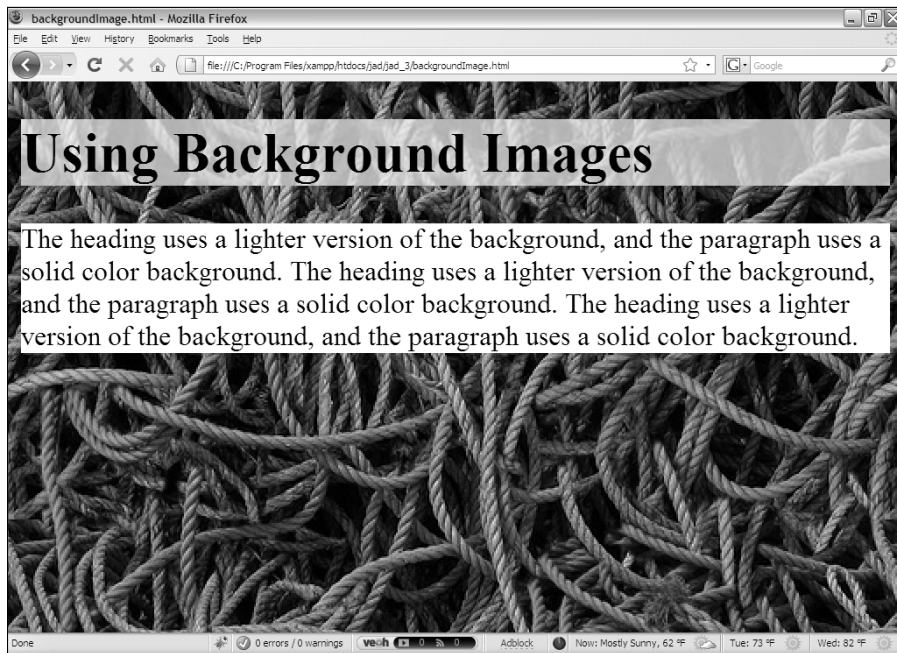 backgroundImage.html - Mozilla Firefox
File Edit View History Bookmarks Tools Help
file:///C:/Program Files/xampp/htdocs/jad/jad_3/backgroundImage.html
G Google
Using Background Images
The heading uses a lighter version of the background, and the paragraph uses a
solid color background. The heading uses a lighter version of the background,
and the paragraph uses a solid color background. The heading uses a lighter
version of the background, and the paragraph uses a solid color background.
Done 0 errors / 0 warnings veoh 0 0 Adblock Now: Mostly Sunny, 62 °F Tue: 73 °F Wed: 82 °F